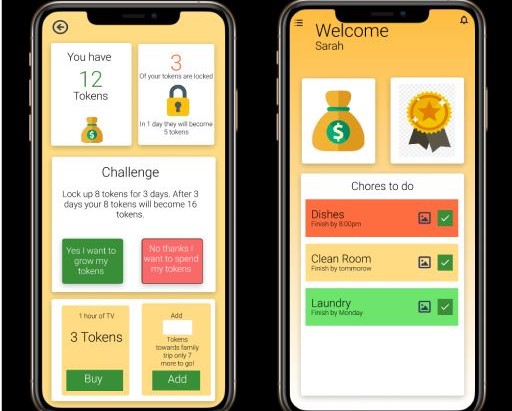 You have
12
Tokens
3
Of your tokens are locked
In 1 day they will become
5 tokens
Challenge
Lock up 8 tokens for 3 days. After 3
days your 8 tokens will become 16
tokens.
Yes I want to
grow my
tokens
No thanks I
want to spend
my tokens
1 hour of TV
3 Tokens
Buy
Add
Tokens
towards family
trip only 7
more to go!
Add
Welcome
Sarah
$
Chores to do
Dishes
Finish by 8:00pm
Clean Room
Finish by tommorow
Laundry
Finish by Monday